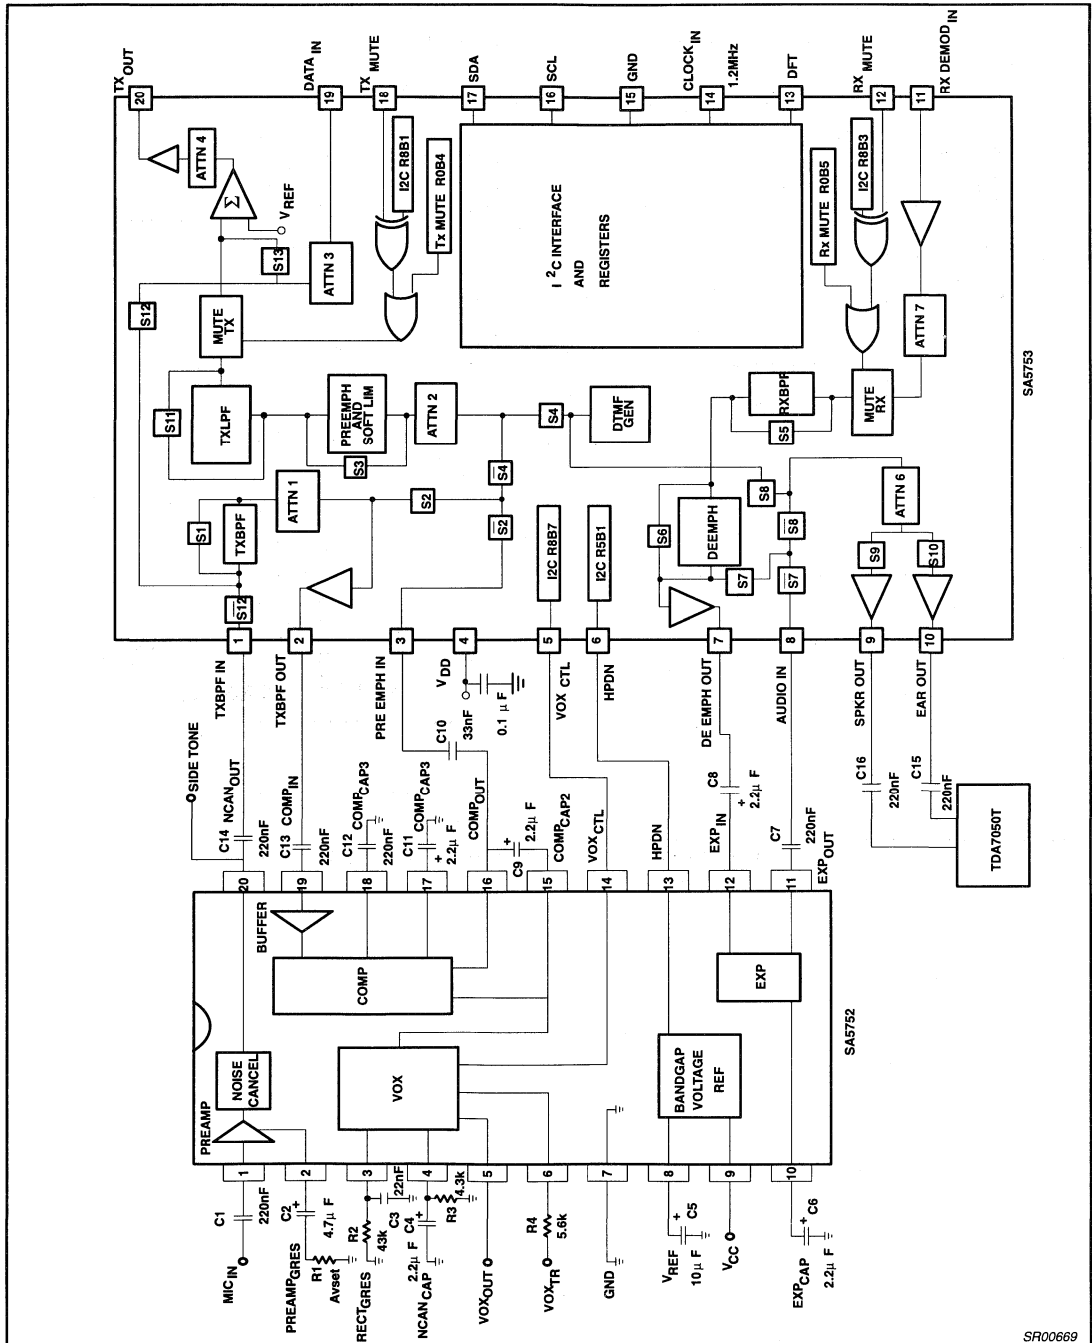 TX OUT
20
DATA IN
19
TX MUTE
18
SDA
17
SCL
16
GND
15
CLOCK IN
1.2MHz
14
DFT
13
RX MUTE
12
RX DEMOD IN
11
ATTN 4
Σ
V REF
S13
ATTN 3
S12
MUTE TX
I2C R8B1
Tx MUTE R0B4
S11
TXLPF
PREEMPH AND SOFT LIM
S3
ATTN 2
S4
DTMF GEN
S4
S1
TXBPF
ATTN 1
S2
S2
S12
I 2C INTERFACE
AND
REGISTERS
Rx MUTE R0B5
I2C R8B3
ATTN 7
MUTE RX
RXBPF
S5
I2C R8B7
I2C R5B1
S6
DEEMPH
S7
S8
S8
S7
ATTN 6
S9
S10
SA5753
1
2
3
4
5
6
7
8
9
10
TXBPF IN
TXBPF OUT
PRE EMPH IN
V DD
VOX CTL
HPDN
DE EMPH OUT
AUDIO IN
SPKR OUT
EAR OUT
SIDE TONE
C14
220nF
NCAN OUT
C13
220nF
COMP IN
C12
220nF
COMP CAP3
C11
+ 2.2µ F
COMP CAP3
C10
33nF
0.1 µ F
COMP OUT
C9
+ 2.2µ F
COMP CAP2
VOX CTL
HPDN
EXP IN
C8
+ 2.2µ F
C7
220nF
EXP OUT
C16
220nF
C15
220nF
TDA7050T
20
19
18
17
16
15
14
13
12
11
BUFFER
COMP
PREAMP
NOISE CANCEL
VOX
BANDGAP VOLTAGE REF
EXP
SA5752
1
2
3
4
5
6
7
8
9
10
MIC IN
C1
220nF
PREAMP GRES
C2
+ 4.7µ F
R1
Avset
RECT GRES
R2
43k
C3
22nF
NCAN CAP
C4
+ 2.2µ F
R3
4.3k
VOX OUT
VOX TR
R4
5.6k
GND
V REF
+ C5
10µ F
V CC
EXP CAP
+ C6
2.2µ F
SR00669